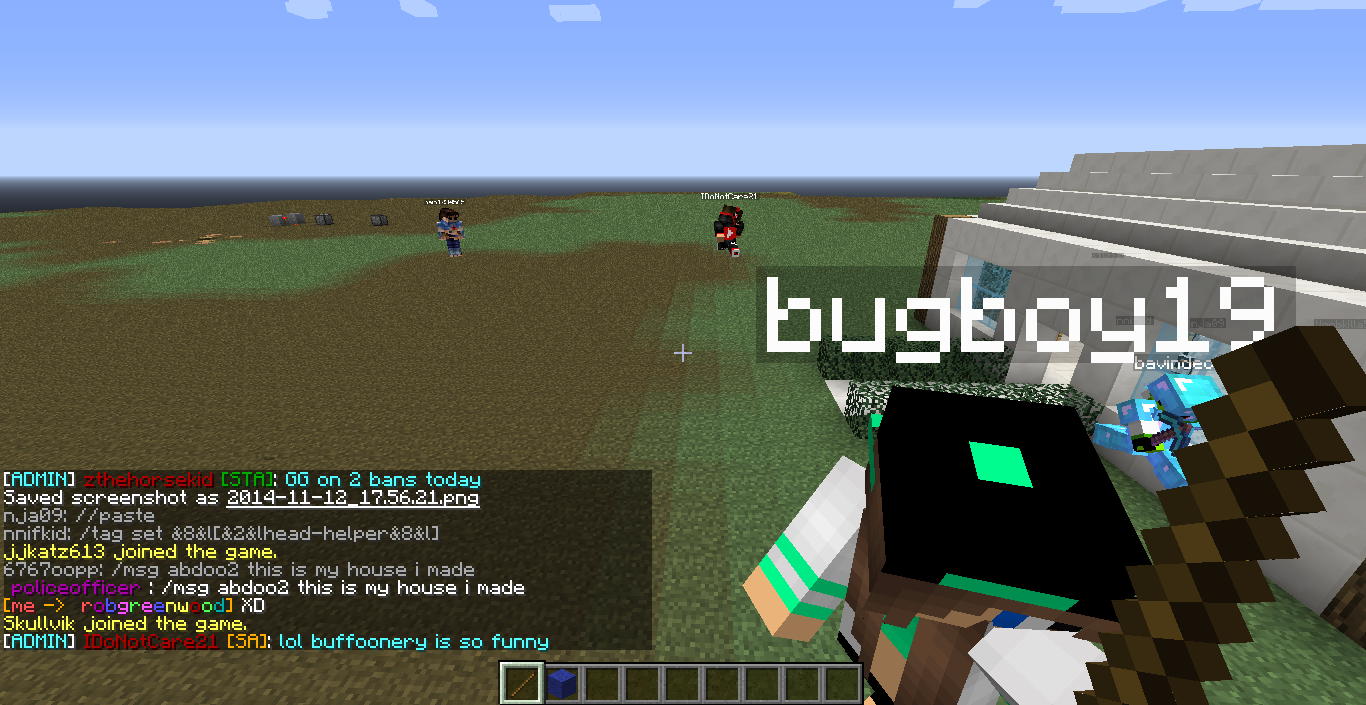 IDoNotCare21
bugboy19
nja09
bavindeo
[ADMIN] zthehorsekid [STA]: GG on 2 bans today
Saved screenshot as 2014-11-12_17.56.21.png
nja09: //paste
nnifkid: /tag set &8&l[&2&lhead-helper&8&l]
jjkatz613 joined the game.
6767oopp: /msg abdoo2 this is my house i made
policeofficer : /msg abdoo2 this is my house i made
[me -> robgreenwood] XD
Skullvik joined the game.
[ADMIN] IDoNotCare21 [SA]: lol buffoonery is so funny